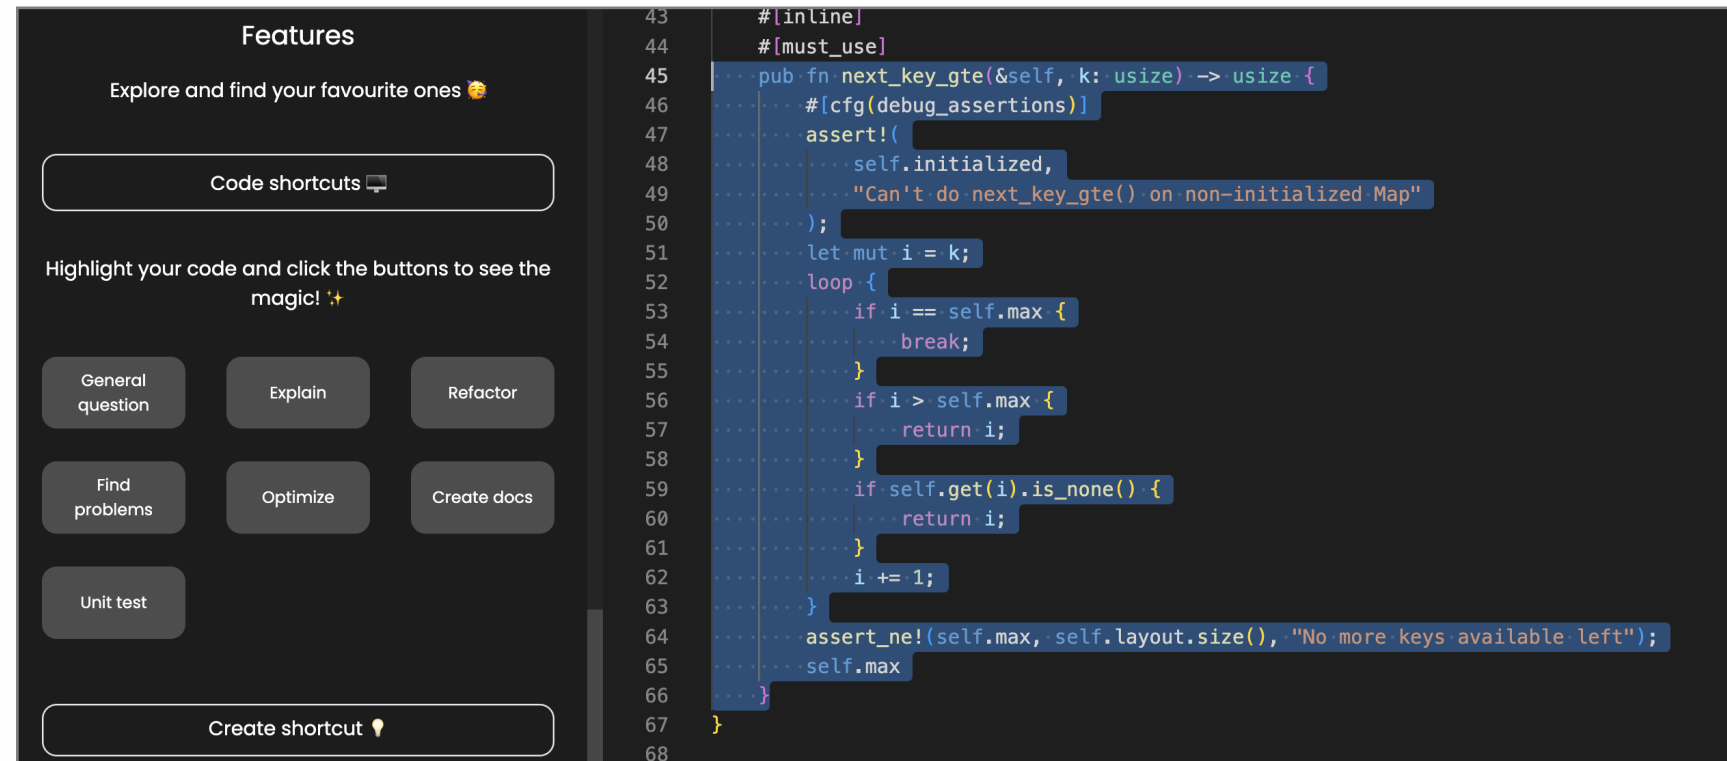 Features
Explore and find your favourite ones 🥳
Code shortcuts 🖥️
Highlight your code and click the buttons to see the
magic! ✨
General
question
Explain
Refactor
Find
problems
Optimize
Create docs
Unit test
Create shortcut 💡
43 #[inline]
44 #[must_use]
45 pub fn next_key_gte(&self, k: usize) -> usize {
46 #[cfg(debug_assertions)]
47 assert!(
48 self.initialized,
49 "Can't do next_key_gte() on non-initialized Map"
50 );
51 let mut i = k;
52 loop {
53 if i == self.max {
54 break;
55 }
56 if i > self.max {
57 return i;
58 }
59 if self.get(i).is_none() {
60 return i;
61 }
62 i += 1;
63 }
64 assert_ne!(self.max, self.layout.size(), "No more keys available left");
65 self.max
66 }
67 }
68